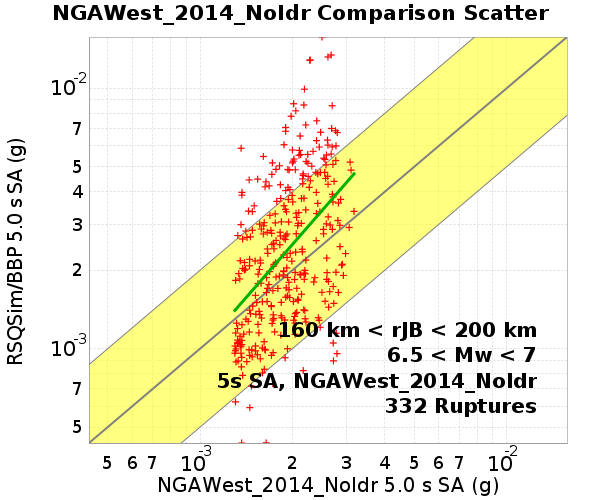 NGAWest_2014_NoIdr Comparison Scatter
RSQSim/BBP 5.0 s SA (g)
10-2
7
5
4
3
2
10-3
7
5
160 km < rJB < 200 km
6.5 < Mw < 7
5s SA, NGAWest_2014_NoIdr
332 Ruptures
5 6 7 10-3 2 3 4 5 6 7 10-2
NGAWest_2014_NoIdr 5.0 s SA (g)